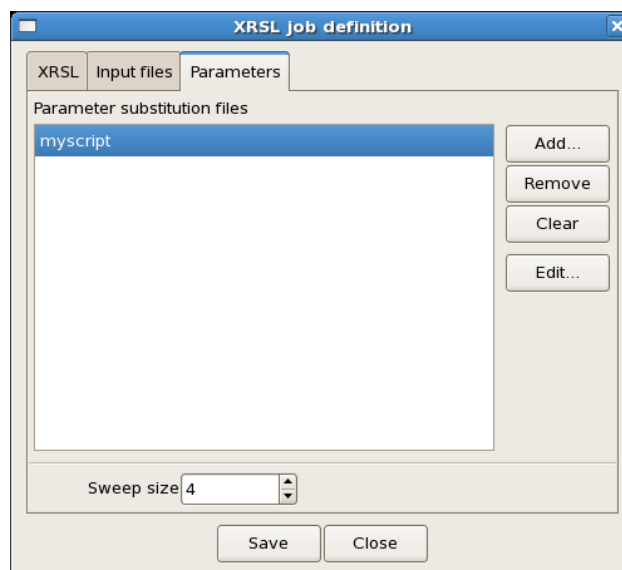 XRSL job definition
XRSL Input files Parameters
Parameter substitution files
myscript
Add...
Remove
Clear
Edit...
Sweep size 4
Save Close